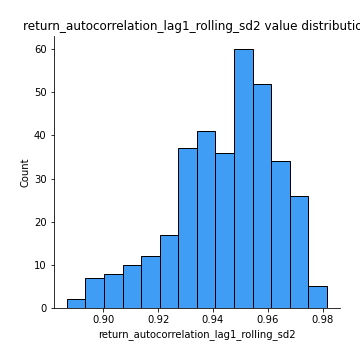 return_autocorrelation_lag1_rolling_sd2 value distributio
60
50
40
30
20
10
0
Count
0.90 0.92 0.94 0.96 0.98
return_autocorrelation_lag1_rolling_sd2